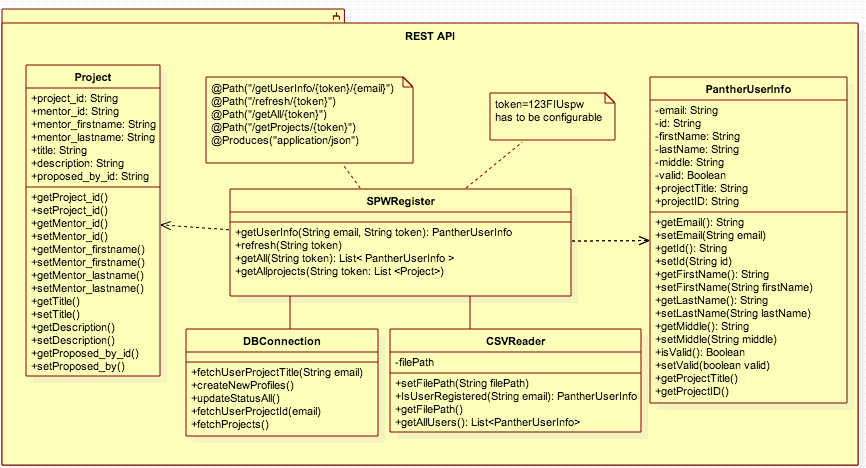 REST API
Project
+project_id: String
+mentor_id: String
+mentor_firstname: String
+mentor_lastname: String
+title: String
+description: String
+proposed_by_id: String
+getProject_id()
+setProject_id()
+getMentor_id()
+setMentor_id()
+getMentor_firstname()
+setMentor_firstname()
+getMentor_lastname()
+setMentor_lastname()
+getTitle()
+setTitle()
+getDescription()
+setDescription()
+getProposed_by_id()
+setProposed_by()
@Path("/getUserInfo/{token}/{email}")
@Path("/refresh/{token}")
@Path("/getAll/{token}")
@Path("/getProjects/{token}")
@Produces("application/json")
token=123FIUspw
has to be configurable
SPWRegister
+getUserInfo(String email, String token): PantherUserInfo
+refresh(String token)
+getAll(String token): List< PantherUserInfo >
+getAllprojects(String token: List <Project>)
DBConnection
+fetchUserProjectTitle(String email)
+createNewProfiles()
+updateStatusAll()
+fetchUserProjectId(email)
+fetchProjects()
CSVReader
-filePath
+setFilePath(String filePath)
+IsUserRegistered(String email): PantherUserInfo
+getFilePath()
+getAllUsers(): List<PantherUserInfo>
PantherUserInfo
-email: String
-id: String
-firstName: String
-lastName: String
-middle: String
-valid: Boolean
+projectTitle: String
+projectID: String
+getEmail(): String
+setEmail(String email)
+getId(): String
+setId(String id)
+getFirstName(): String
+setFirstName(String firstName)
+getLastName(): String
+setLastName(String lastName)
+getMiddle(): String
+setMiddle(String middle)
+isValid(): Boolean
+setValid(boolean valid)
+getProjectTitle()
+getProjectID()